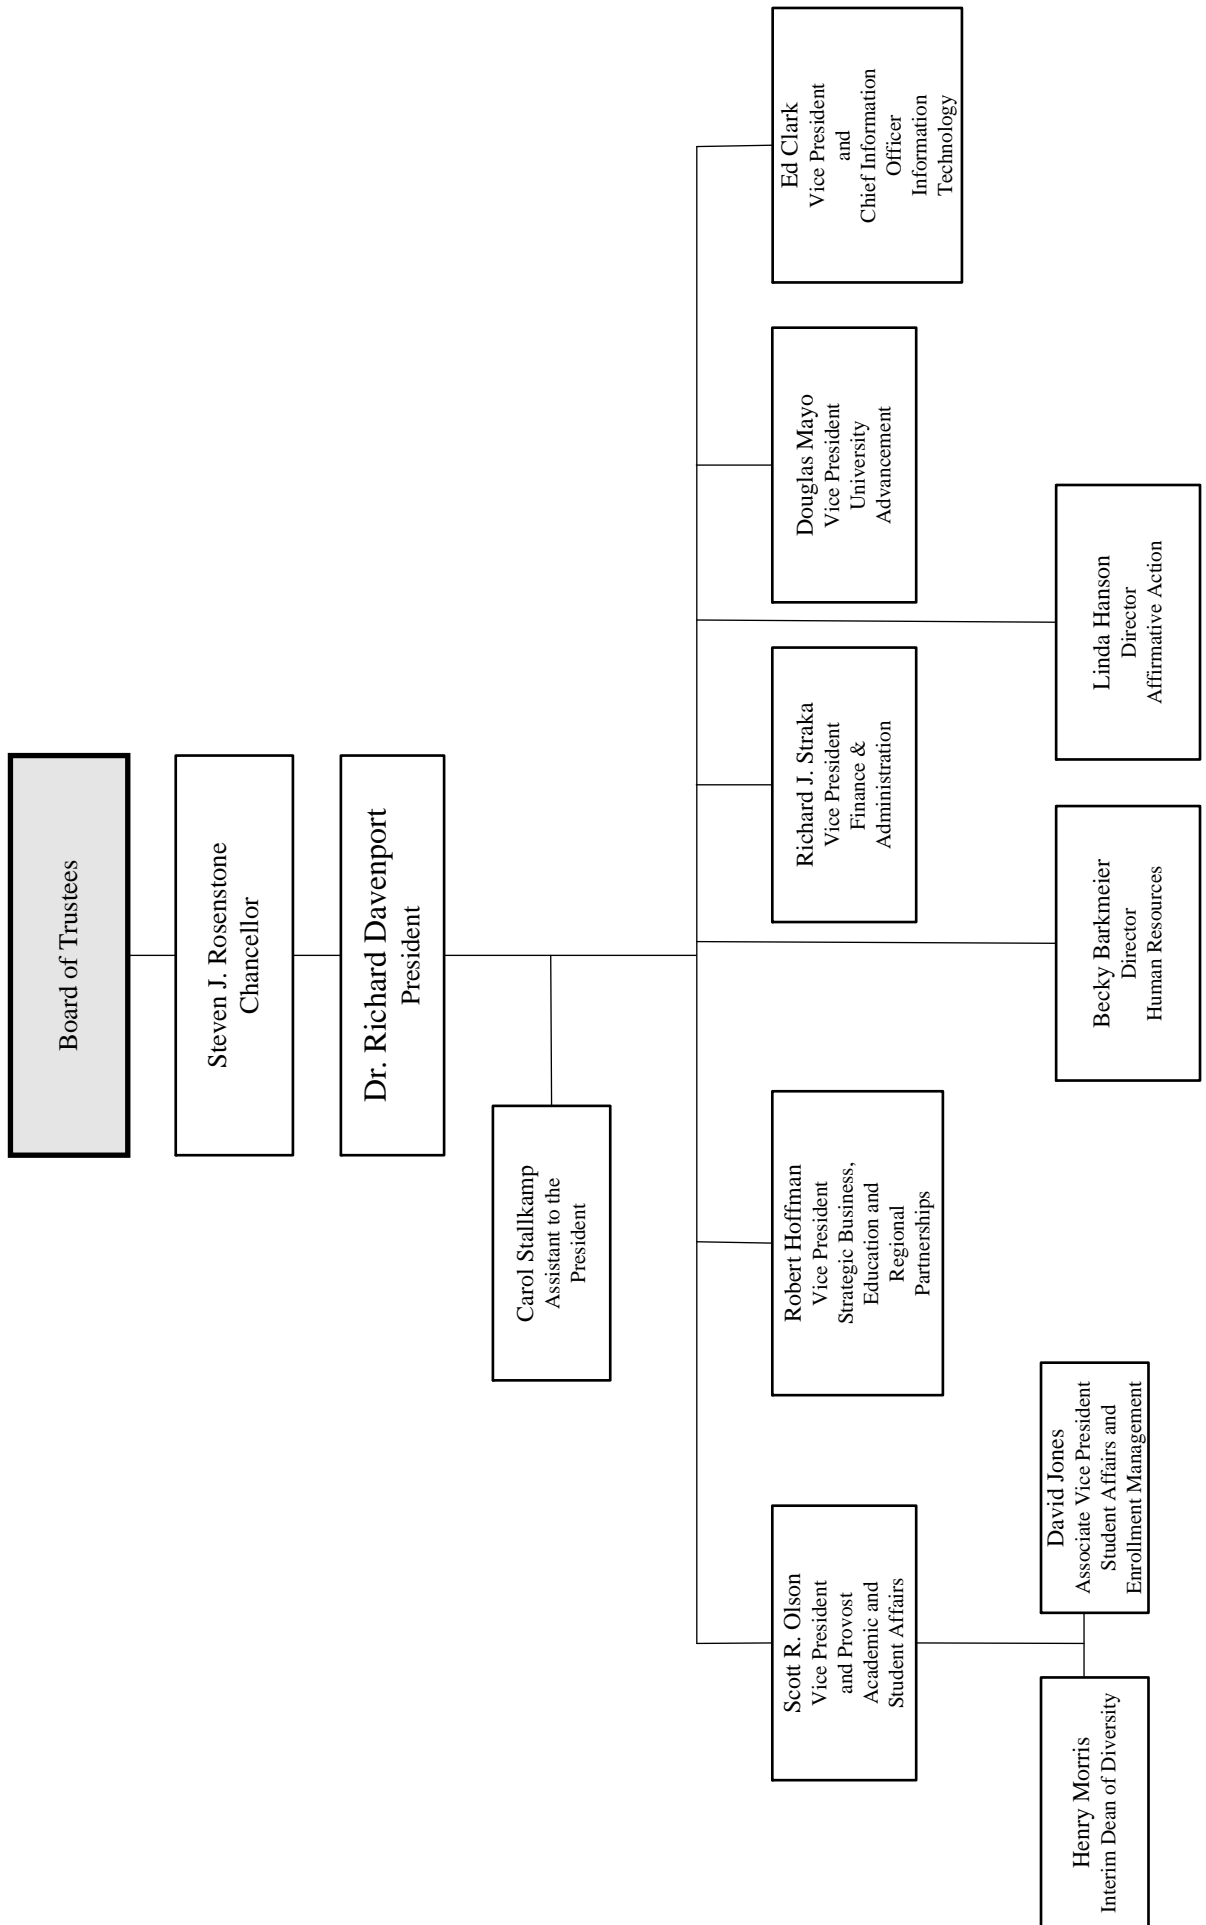 Board of Trustees
Steven J. Rosenstone
Chancellor
Dr. Richard Davenport
President
Carol Stallkamp
Assistant to the
President
Scott R. Olson
Vice President
and Provost
Academic and
Student Affairs
Robert Hoffman
Vice President
Strategic Business,
Education and
Regional
Partnerships
Richard J. Straka
Vice President
Finance &
Administration
Douglas Mayo
Vice President
University
Advancement
Ed Clark
Vice President
and
Chief Information
Officer
Information
Technology
Henry Morris
Interim Dean of Diversity
David Jones
Associate Vice President
Student Affairs and
Enrollment Management
Becky Barkmeier
Director
Human Resources
Linda Hanson
Director
Affirmative Action